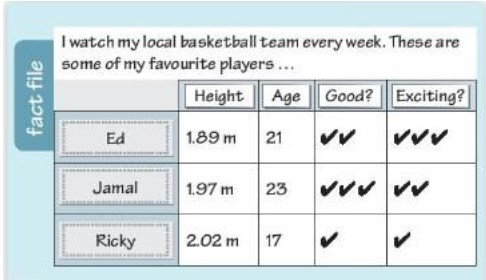 fact file
I watch my local basketball team every week. These are
some of my favourite players ...
Height Age Good? Exciting?
Ed 1.89 m 21 ✔✔ ✔✔✔
Jamal 1.97 m 23 ✔✔✔ ✔✔
Ricky 2.02 m 17 ✔ ✔